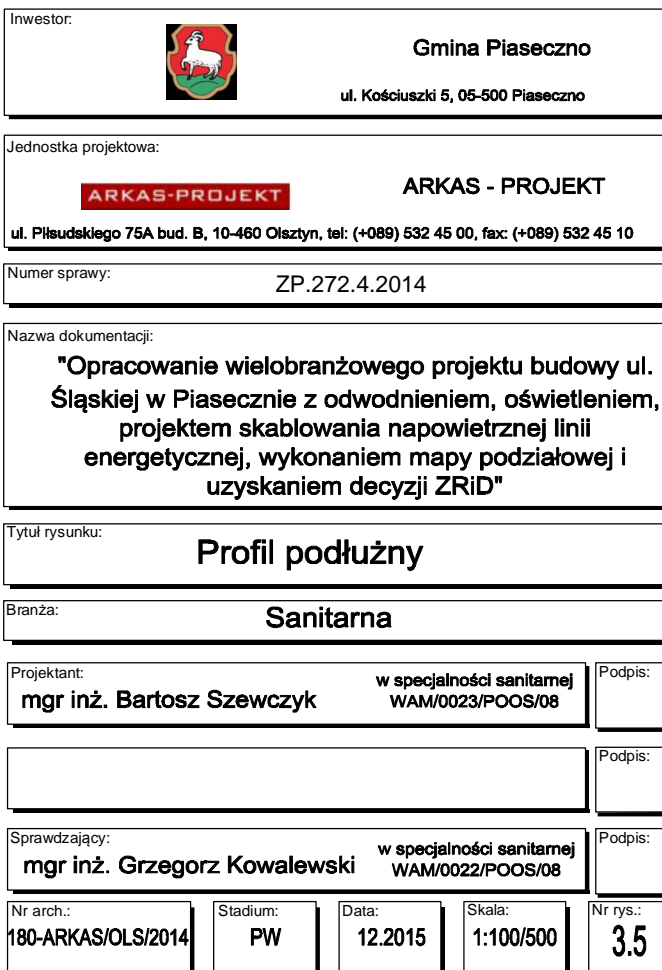 Inwestor:
Gmina Piaseczno
ul. Kościuszki 5, 05-500 Piaseczno
Jednostka projektowa:
ARKAS-PROJEKT
ARKAS - PROJEKT
ul. Piłsudskiego 75A bud. B, 10-460 Olsztyn, tel: (+089) 532 45 00, fax: (+089) 532 45 10
Numer sprawy:
ZP.272.4.2014
Nazwa dokumentacji:
"Opracowanie wielobranżowego projektu budowy ul.
Śląskiej w Piasecznie z odwodnieniem, oświetleniem,
projektem skablowania napowietrznej linii
energetycznej, wykonaniem mapy podziałowej i
uzyskaniem decyzji ZRiD"
Tytuł rysunku:
Profil podłużny
Branża:
Sanitarna
Projektant:
mgr inż. Bartosz Szewczyk
w specjalności sanitarnej
WAM/0023/POOS/08
Podpis:
Podpis:
Sprawdzający:
mgr inż. Grzegorz Kowalewski
w specjalności sanitarnej
WAM/0022/POOS/08
Podpis:
Nr arch.:
180-ARKAS/OLS/2014
Stadium:
PW
Data:
12.2015
Skala:
1:100/500
Nr rys.:
3.5